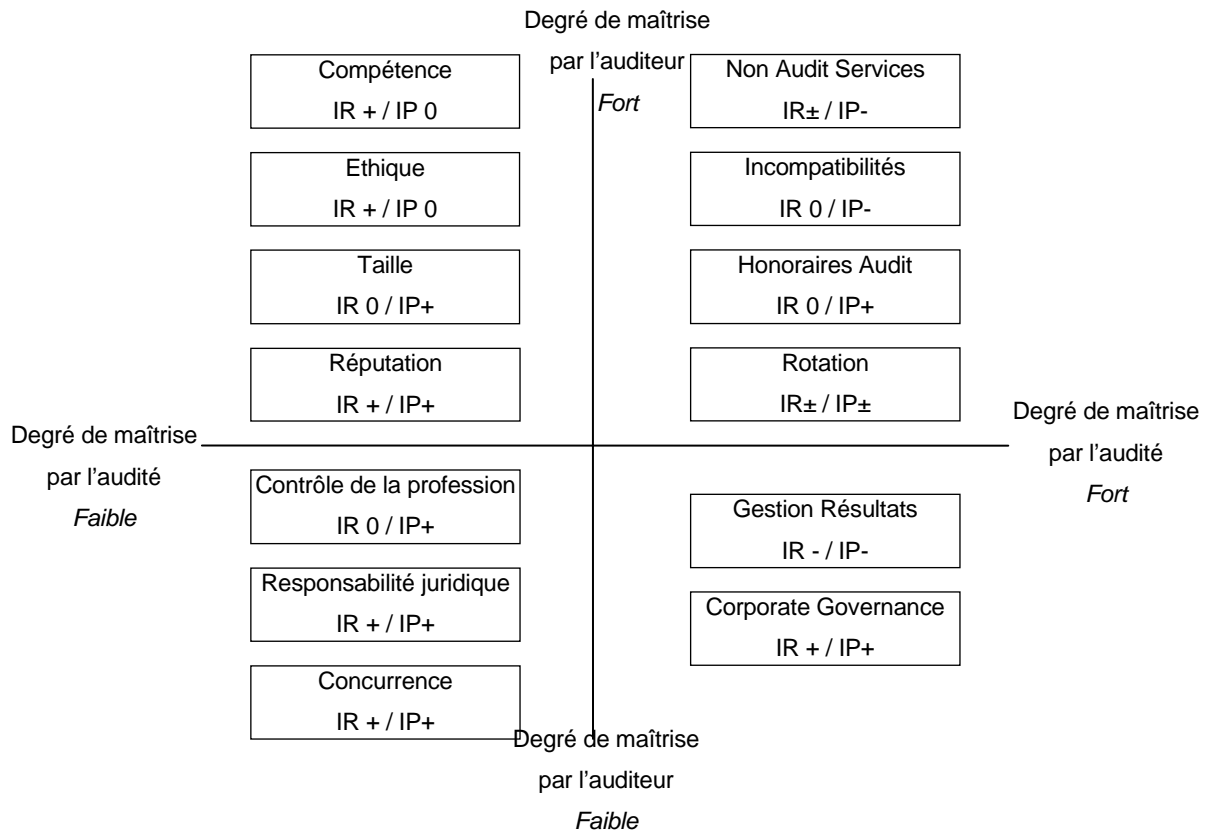 Degré de maîtrise
par l'auditeur
Fort
Compétence
IR + / IP 0
Ethique
IR + / IP 0
Taille
IR 0 / IP+
Réputation
IR + / IP+
Non Audit Services
IR± / IP-
Incompatibilités
IR 0 / IP-
Honoraires Audit
IR 0 / IP+
Rotation
IR± / IP±
Degré de maîtrise
par l'audité
Faible
Degré de maîtrise
par l'audité
Fort
Contrôle de la profession
IR 0 / IP+
Responsabilité juridique
IR + / IP+
Concurrence
IR + / IP+
Gestion Résultats
IR - / IP-
Corporate Governance
IR + / IP+
Degré de maîtrise
par l'auditeur
Faible